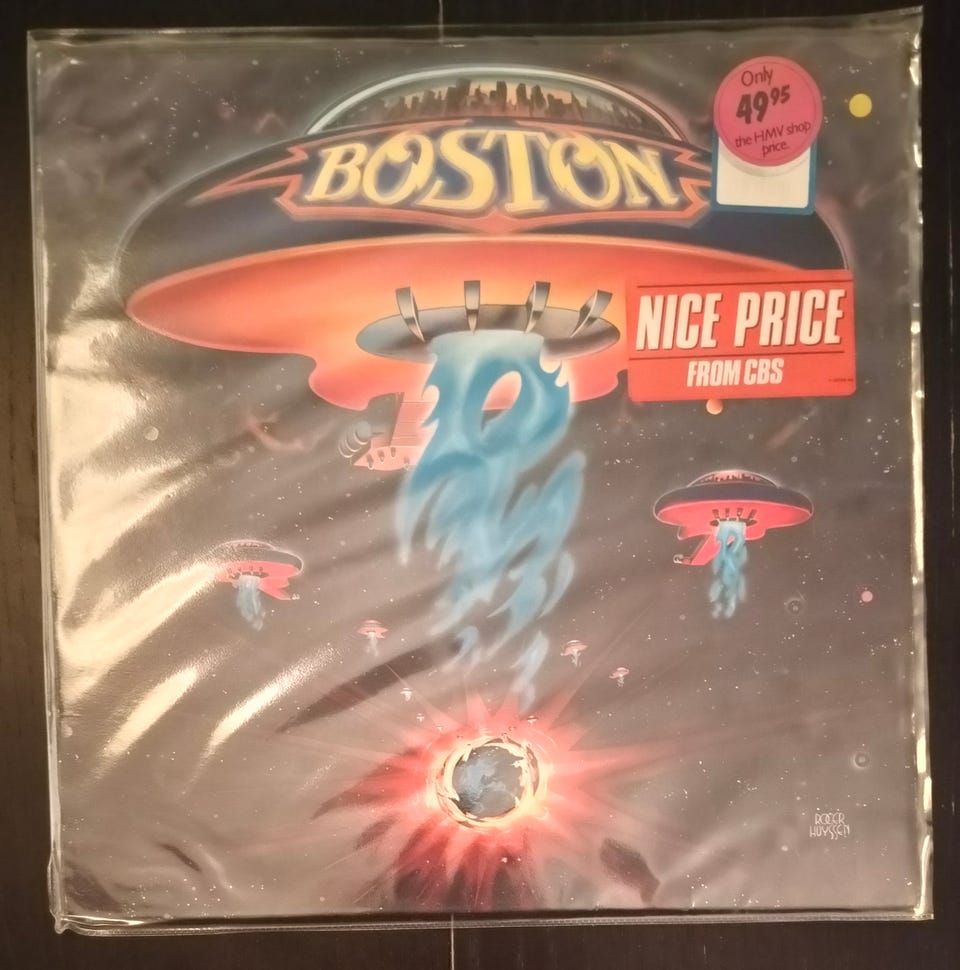 BOSTON
Only
49 95
the HMV shop
price.
NICE PRICE
FROM CBS
ROGER
HUYSSEN